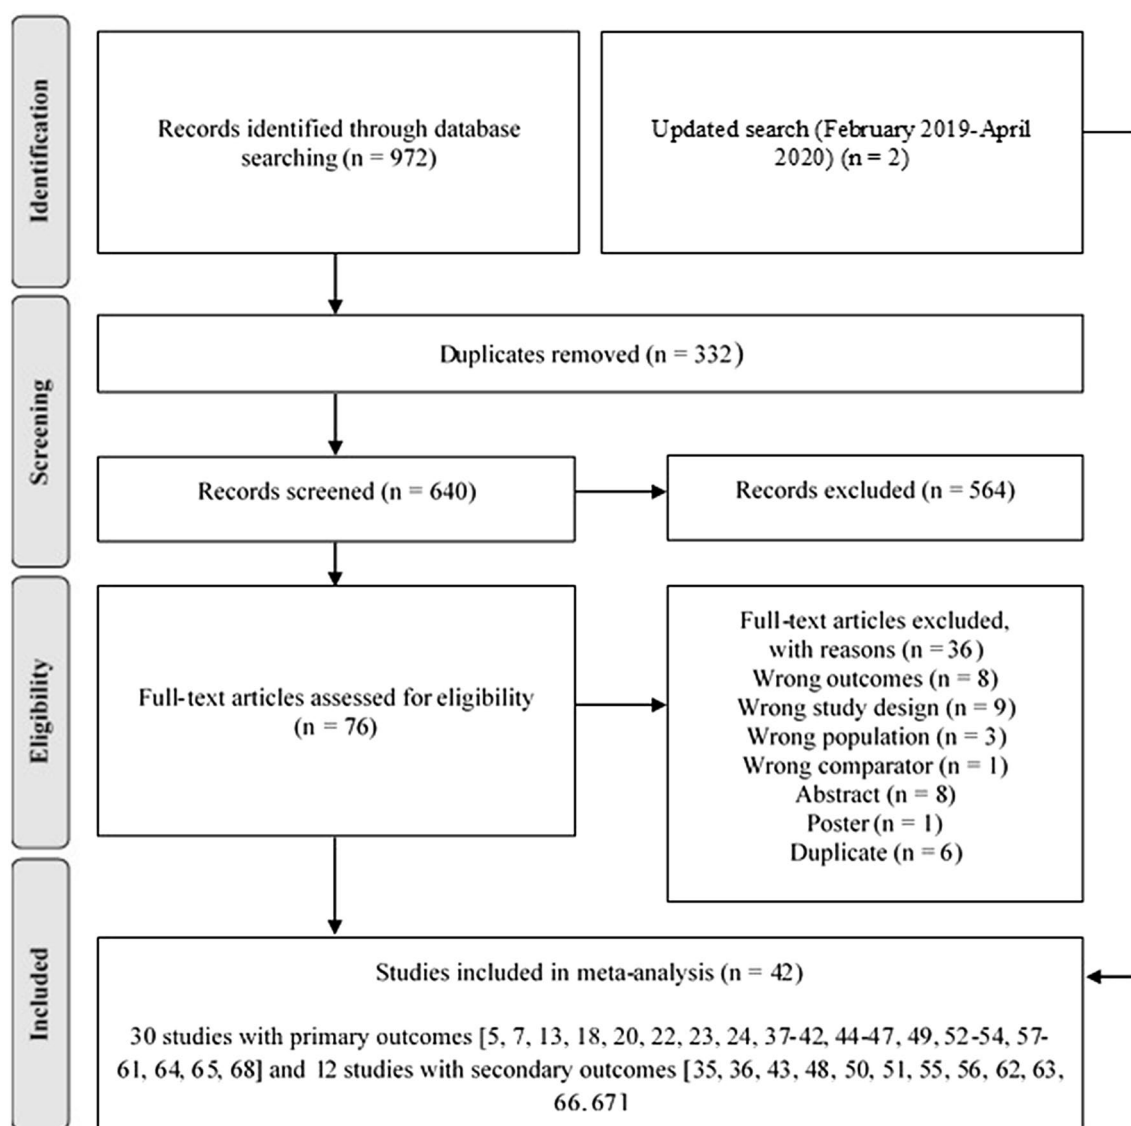 Identification
Records identified through database
searching (n = 972)
Updated search (February 2019-April
2020) (n = 2)
Screening
Duplicates removed (n = 332)
Records screened (n = 640)
Records excluded (n = 564)
Eligibility
Full-text articles assessed for eligibility
(n = 76)
Full-text articles excluded,
with reasons (n = 36)
Wrong outcomes (n = 8)
Wrong study design (n = 9)
Wrong population (n = 3)
Wrong comparator (n = 1)
Abstract (n = 8)
Poster (n = 1)
Duplicate (n = 6)
Included
Studies included in meta-analysis (n = 42)
30 studies with primary outcomes [5, 7, 13, 18, 20, 22, 23, 24, 37-42, 44-47, 49, 52-54, 57-
61, 64, 65, 68] and 12 studies with secondary outcomes [35, 36, 43, 48, 50, 51, 55, 56, 62, 63,
66, 67]